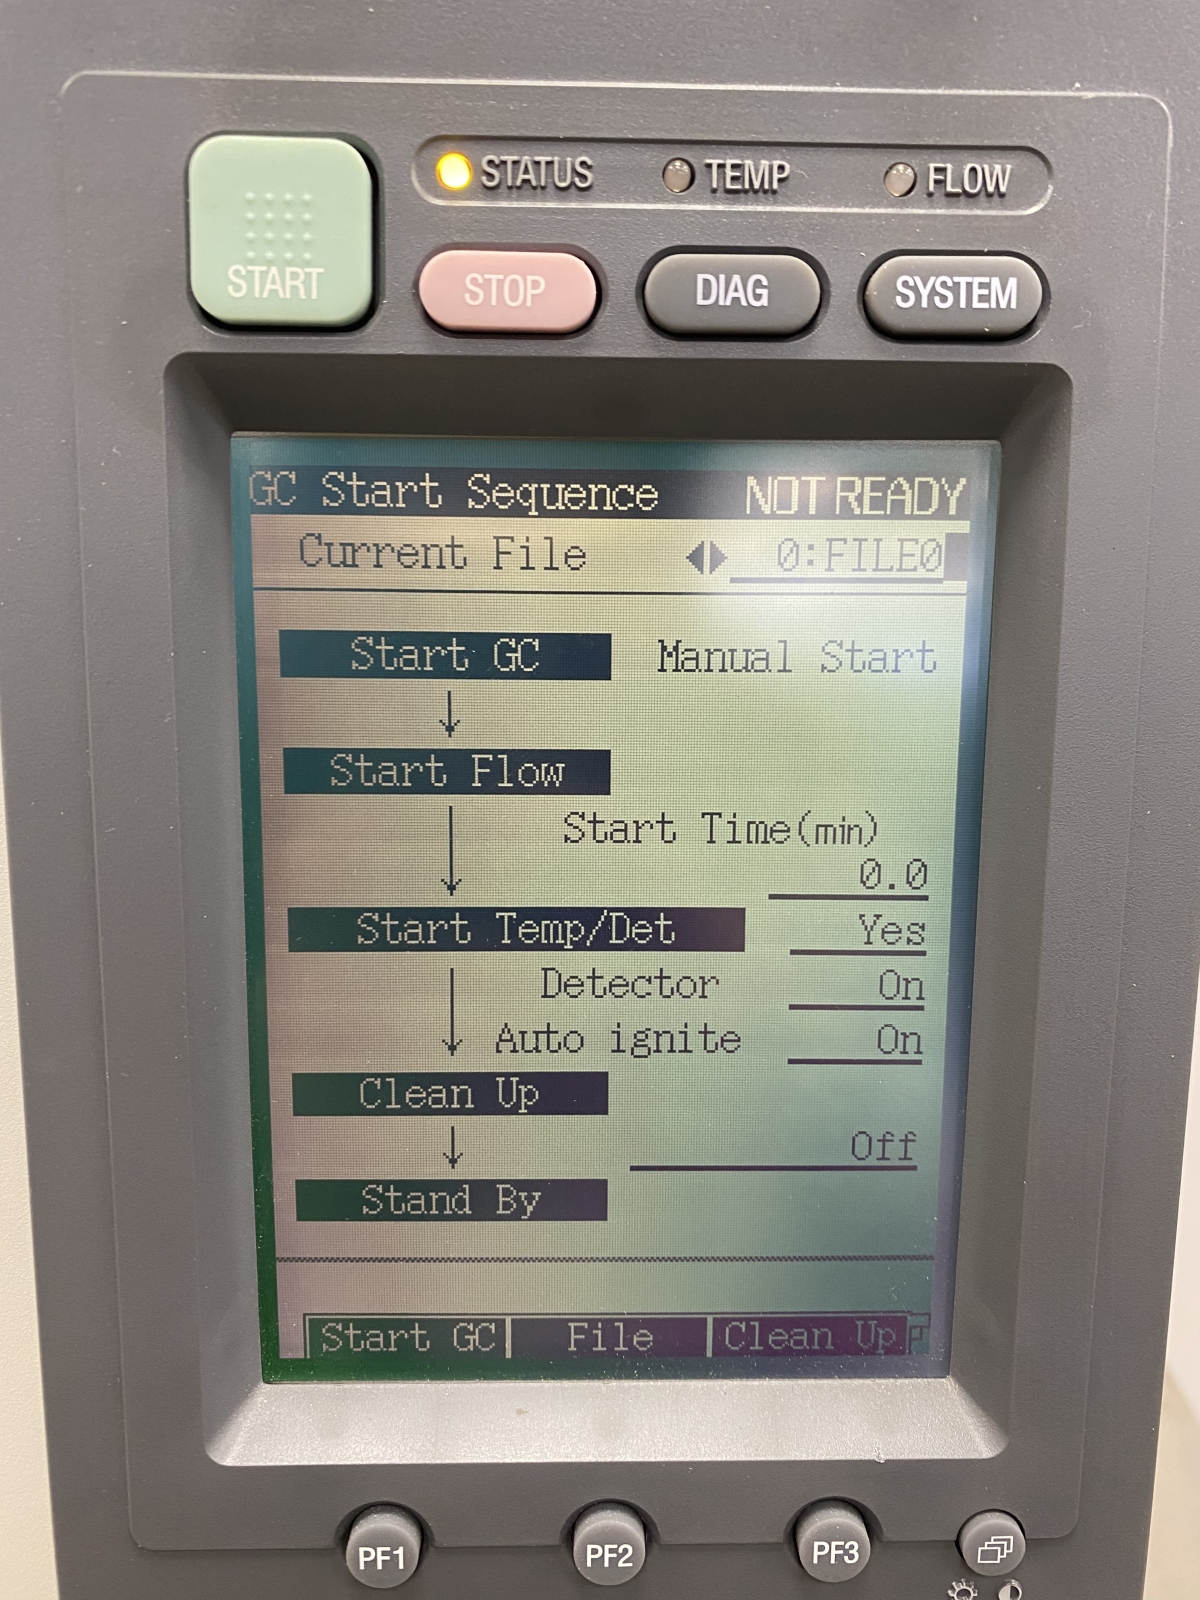 STATUS TEMP FLOW
START STOP DIAG SYSTEM
GC Start Sequence NOT READY
Current File 0:FILE0
Start GC Manual Start
Start Flow
Start Time(min)
0.0
Start Temp/Det Yes
Detector On
Auto ignite On
Clean Up
Off
Stand By
Start GC File Clean Up P
PF1 PF2 PF3